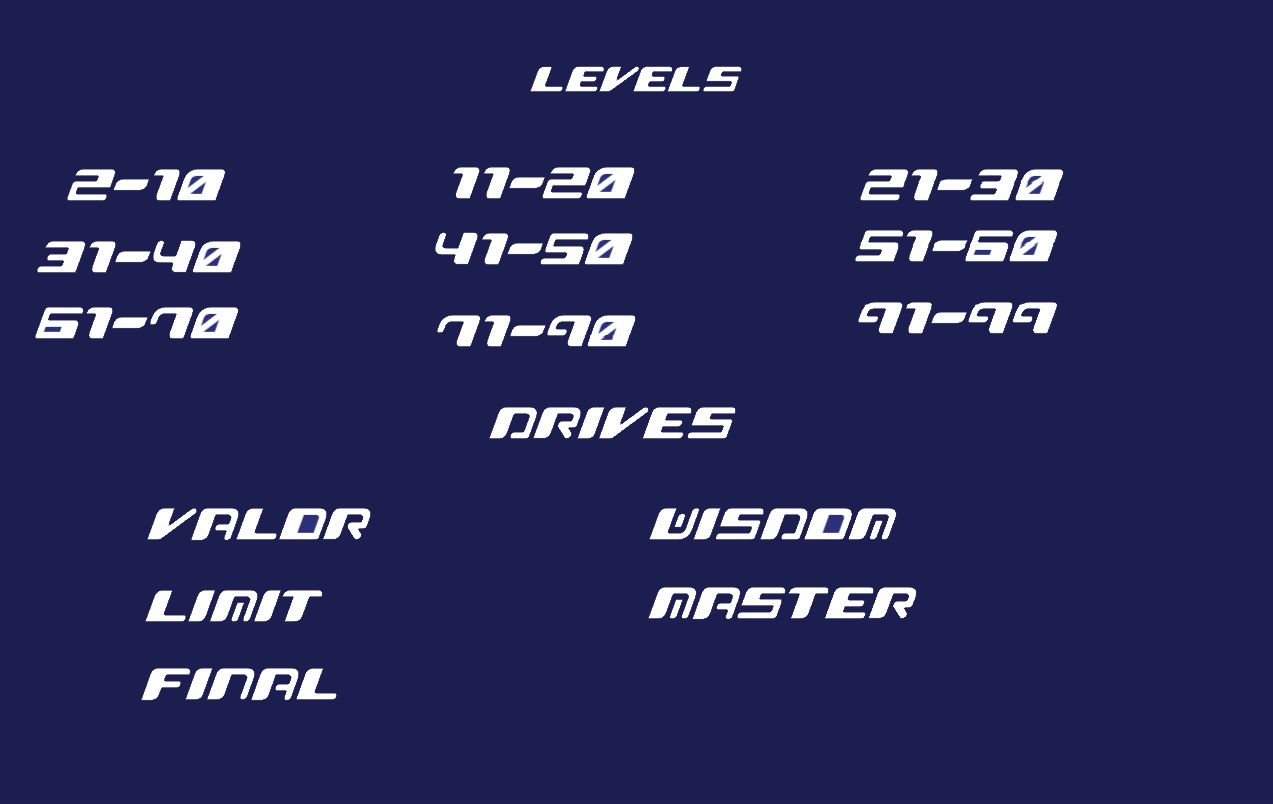 LEVELS
2-10 11-20 21-30
31-40 41-50 51-60
61-70 71-90 91-99
DRIVES
VALOR WISDOM
LIMIT MASTER
FINAL